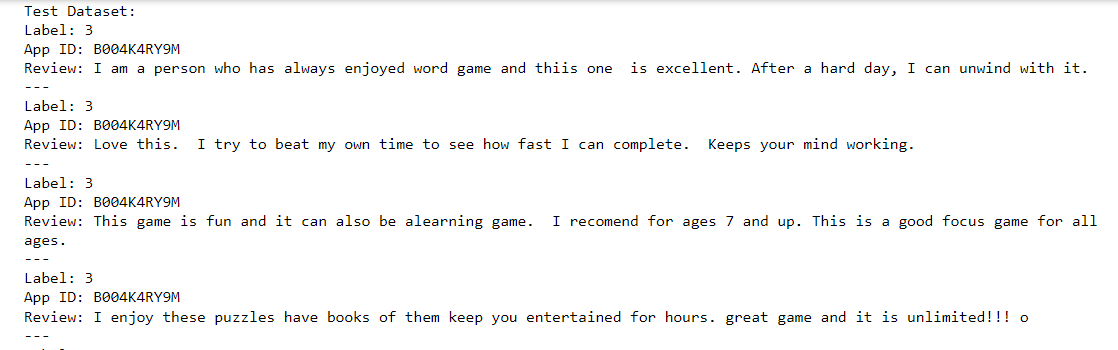 Test Dataset:
Label: 3
App ID: B004K4RY9M
Review: I am a person who has always enjoyed word game and thiis one  is excellent. After a hard day, I can unwind with it.
---
Label: 3
App ID: B004K4RY9M
Review: Love this.  I try to beat my own time to see how fast I can complete.  Keeps your mind working.
---
Label: 3
App ID: B004K4RY9M
Review: This game is fun and it can also be alearning game.  I recomend for ages 7 and up. This is a good focus game for all
ages.
---
Label: 3
App ID: B004K4RY9M
Review: I enjoy these puzzles have books of them keep you entertained for hours. great game and it is unlimited!!! o
---